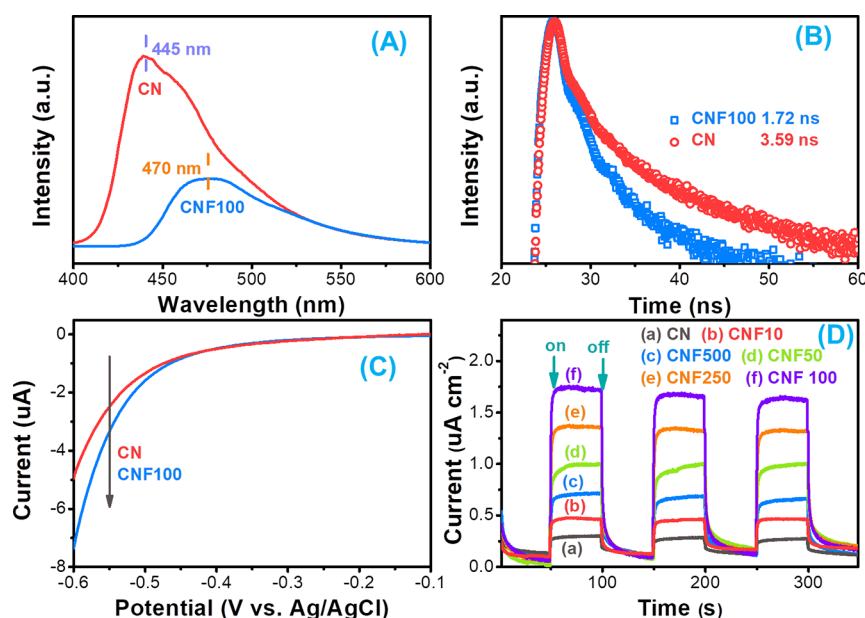 (A)
445 nm
CN
470 nm
CNF100
Intensity (a.u.)
400 450 500 550 600
Wavelength (nm)
(B)
CNF100 1.72 ns
CN 3.59 ns
Intensity (a.u.)
20 30 40 50 60
Time (ns)
(C)
0
-2
-4
-6
-8
CN
CNF100
Current (uA)
-0.6 -0.5 -0.4 -0.3 -0.2 -0.1
Potential (V vs. Ag/AgCl)
(D)
(a) CN (b) CNF10
(c) CNF500 (d) CNF50
(e) CNF250 (f) CNF 100
on off
2.0
1.5
1.0
0.5
0.0
(f)
(e)
(d)
(c)
(b)
(a)
Current (uA cm⁻²)
100 200 300
Time (s)